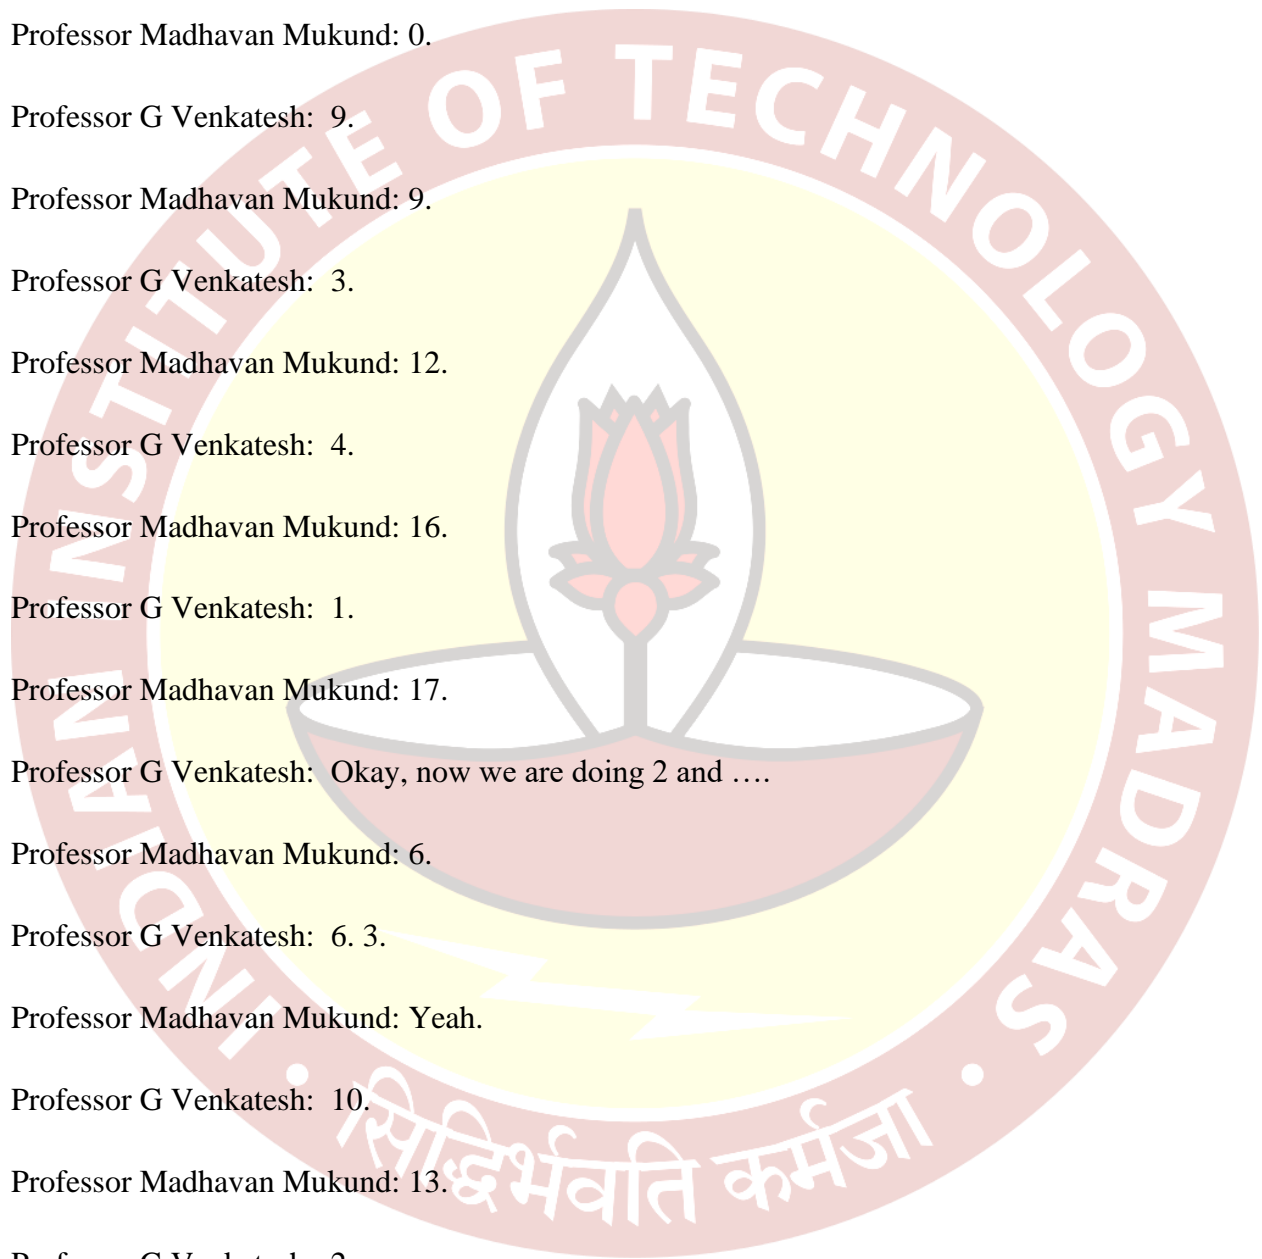 Professor Madhavan Mukund: 0.
Professor G Venkatesh: 9.
Professor Madhavan Mukund: 9.
Professor G Venkatesh: 3.
Professor Madhavan Mukund: 12.
Professor G Venkatesh: 4.
Professor Madhavan Mukund: 16.
Professor G Venkatesh: 1.
Professor Madhavan Mukund: 17.
Professor G Venkatesh: Okay, now we are doing 2 and ….
Professor Madhavan Mukund: 6.
Professor G Venkatesh: 6. 3.
Professor Madhavan Mukund: Yeah.
Professor G Venkatesh: 10.
Professor Madhavan Mukund: 13.
INDIAN INSTITUTE OF TECHNOLOGY MADRAS
सिद्धिर्भवति कर्मजा